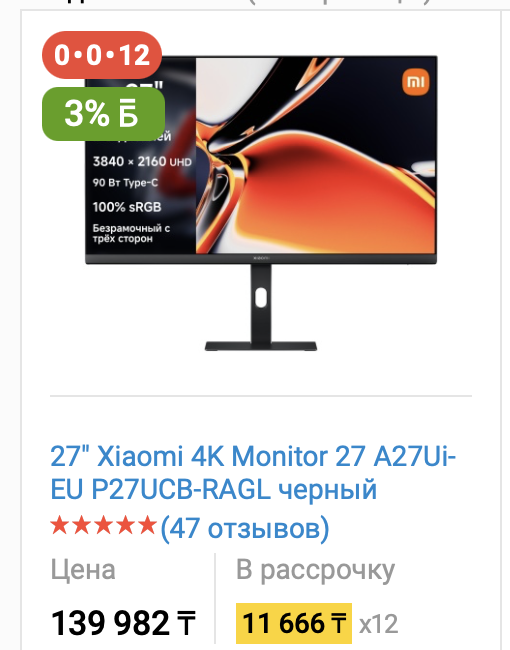 0·0·12
3% Б
27"
3840 × 2160 UHD
90 Вт Type-C
100% sRGB
Безрамочный с
трёх сторон
27" Xiaomi 4K Monitor 27 A27Ui-
EU P27UCB-RAGL черный
(47 отзывов)
Цена
В рассрочку
139 982 ₸
11 666 ₸ x12